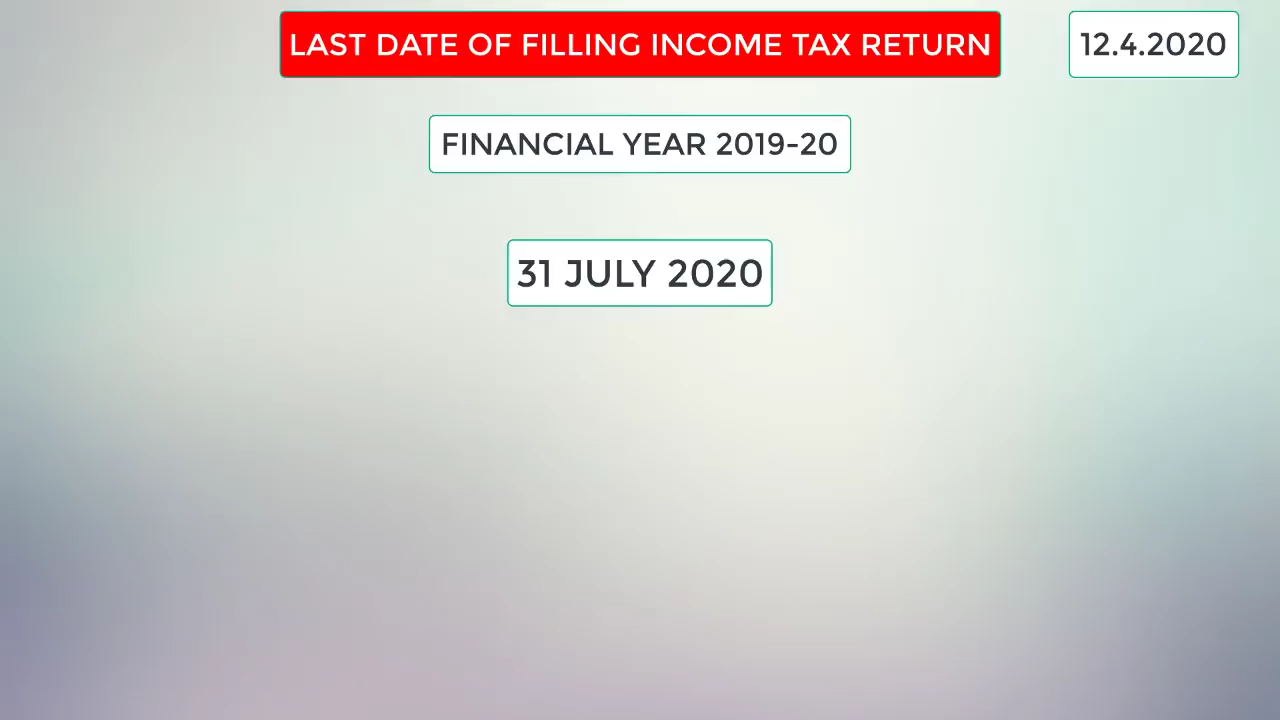 LAST DATE OF FILLING INCOME TAX RETURN
12.4.2020
FINANCIAL YEAR 2019-20
31 JULY 2020